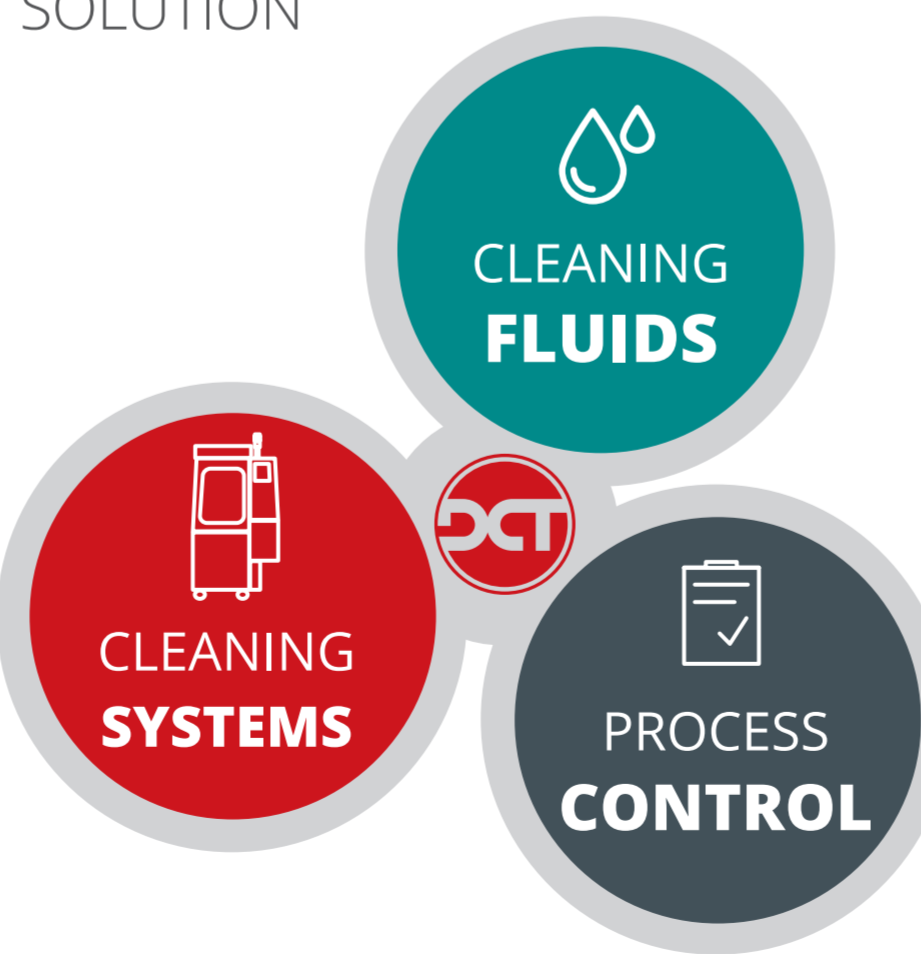 SOLUTION
CLEANING
FLUIDS
DCT
CLEANING
SYSTEMS
PROCESS
CONTROL